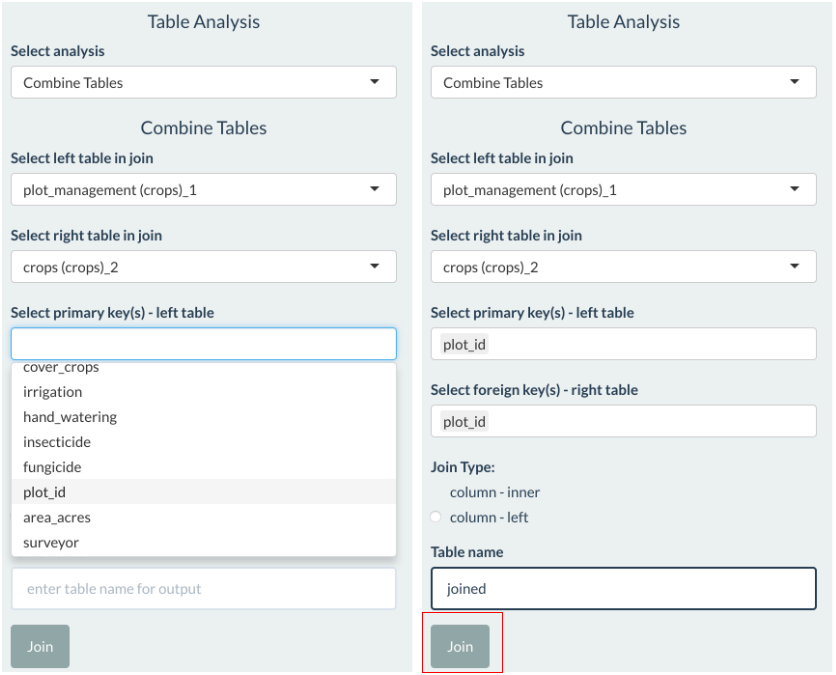 Table Analysis
Select analysis
Combine Tables
Combine Tables
Select left table in join
plot_management (crops)_1
Select right table in join
crops (crops)_2
Select primary key(s) - left table
cover_crops
irrigation
hand_watering
insecticide
fungicide
plot_id
area_acres
surveyor
enter table name for output
Join
Table Analysis
Select analysis
Combine Tables
Combine Tables
Select left table in join
plot_management (crops)_1
Select right table in join
crops (crops)_2
Select primary key(s) - left table
plot_id
Select foreign key(s) - right table
plot_id
Join Type:
column - inner
column - left
Table name
joined
Join